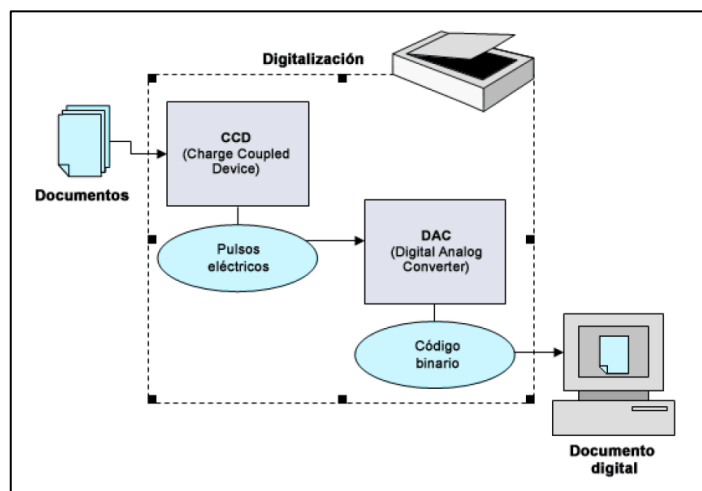 Digitalización
CCD
(Charge Coupled
Device)
Documentos
Pulsos
eléctricos
DAC
(Digital Analog
Converter)
Código
binario
Documento
digital